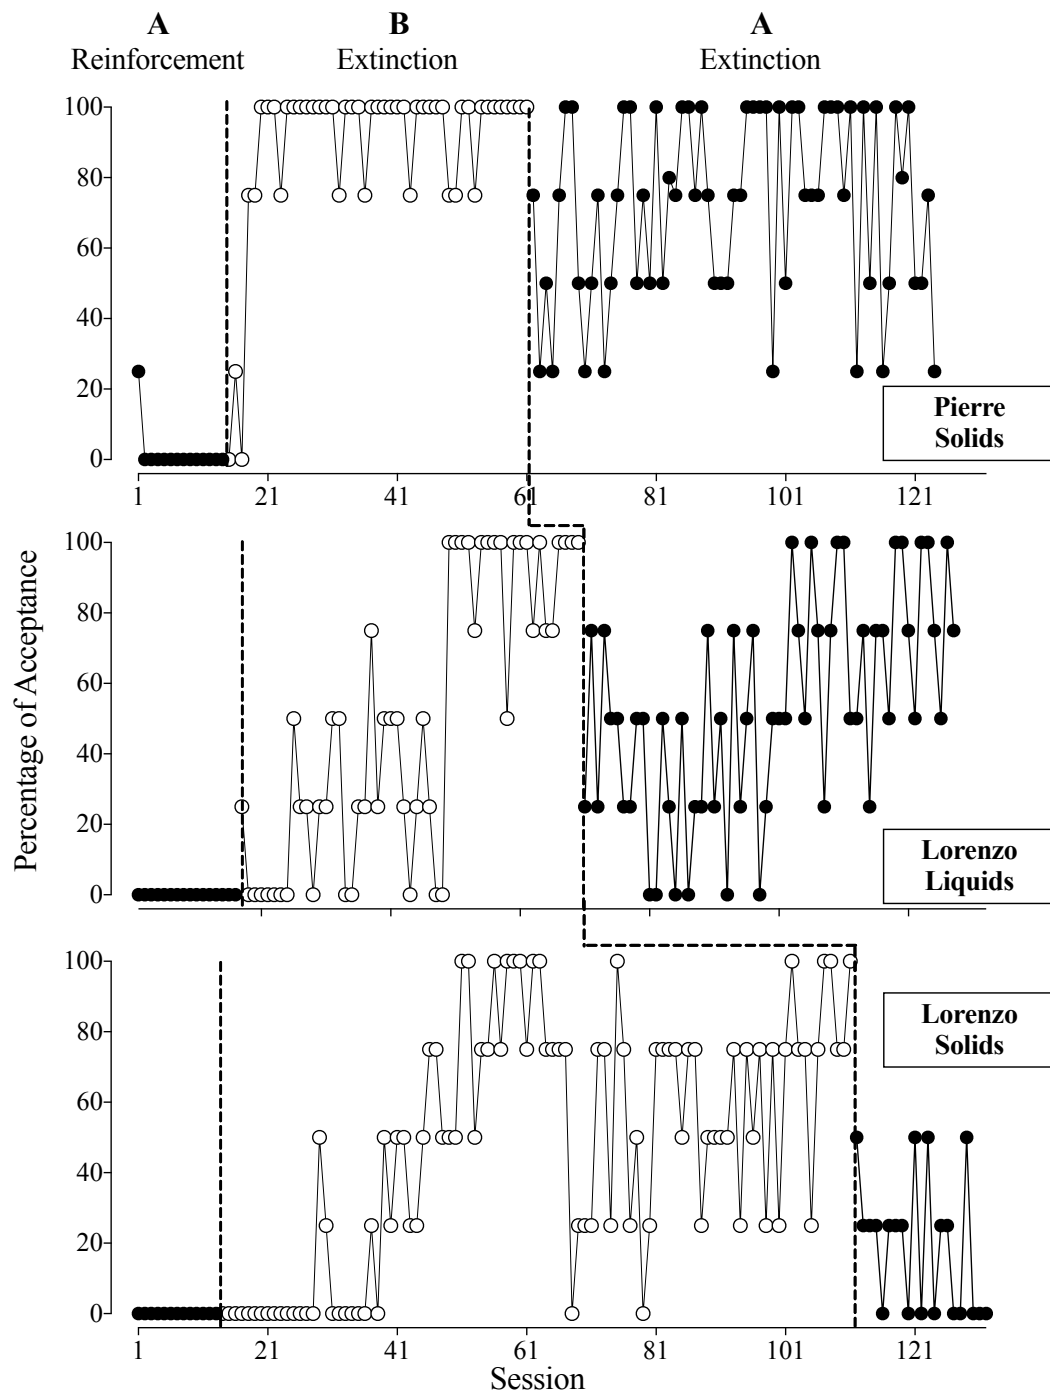 A B A
Reinforcement Extinction Extinction
100
80
60
40
20
0
Pierre
Solids
1 21 41 61 81 101 121
Percentage of Acceptance
100
80
60
40
20
0
Lorenzo
Liquids
100
80
60
40
20
0
Lorenzo
Solids
1 21 41 61 81 101 121
Session